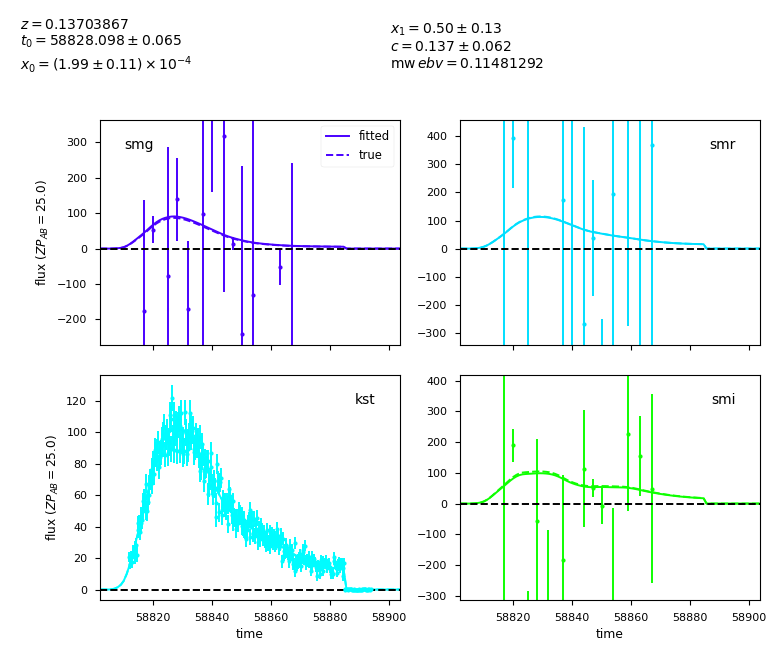 z = 0.13703867
t₀ = 58828.098 ± 0.065
x₀ = (1.99 ± 0.11) × 10⁻⁴
x₁ = 0.50 ± 0.13
c = 0.137 ± 0.062
mw ebv = 0.11481292
smg
fitted
true
300
200
100
0
−100
−200
flux (ZP_AB = 25.0)
smr
400
300
200
100
0
−100
−200
−300
kst
120
100
80
60
40
20
0
flux (ZP_AB = 25.0)
58820 58840 58860 58880 58900
time
smi
400
300
200
100
0
−100
−200
−300
58820 58840 58860 58880 58900
time